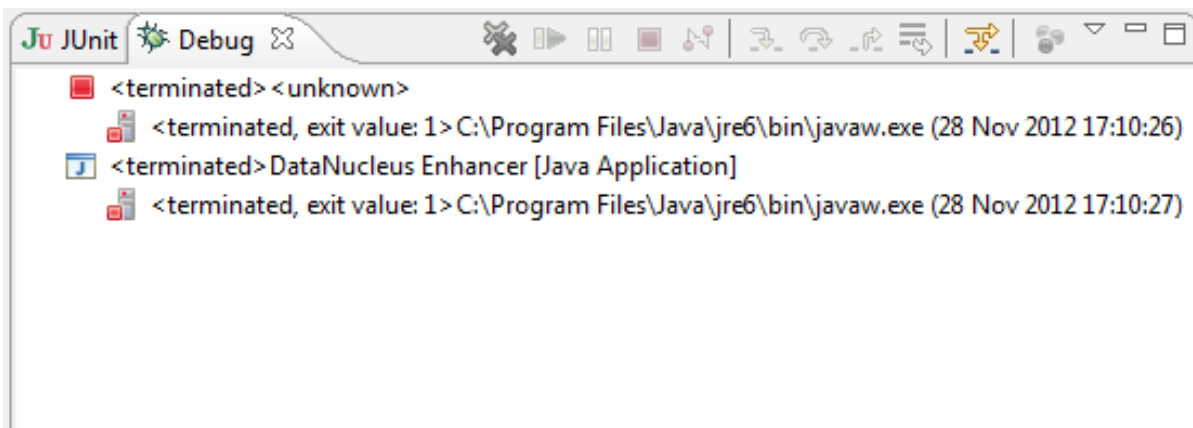 JU JUnit Debug
<terminated><unknown>
<terminated, exit value: 1>C:\Program Files\Java\jre6\bin\javaw.exe (28 Nov 2012 17:10:26)
J <terminated>DataNucleus Enhancer [Java Application]
<terminated, exit value: 1>C:\Program Files\Java\jre6\bin\javaw.exe (28 Nov 2012 17:10:27)